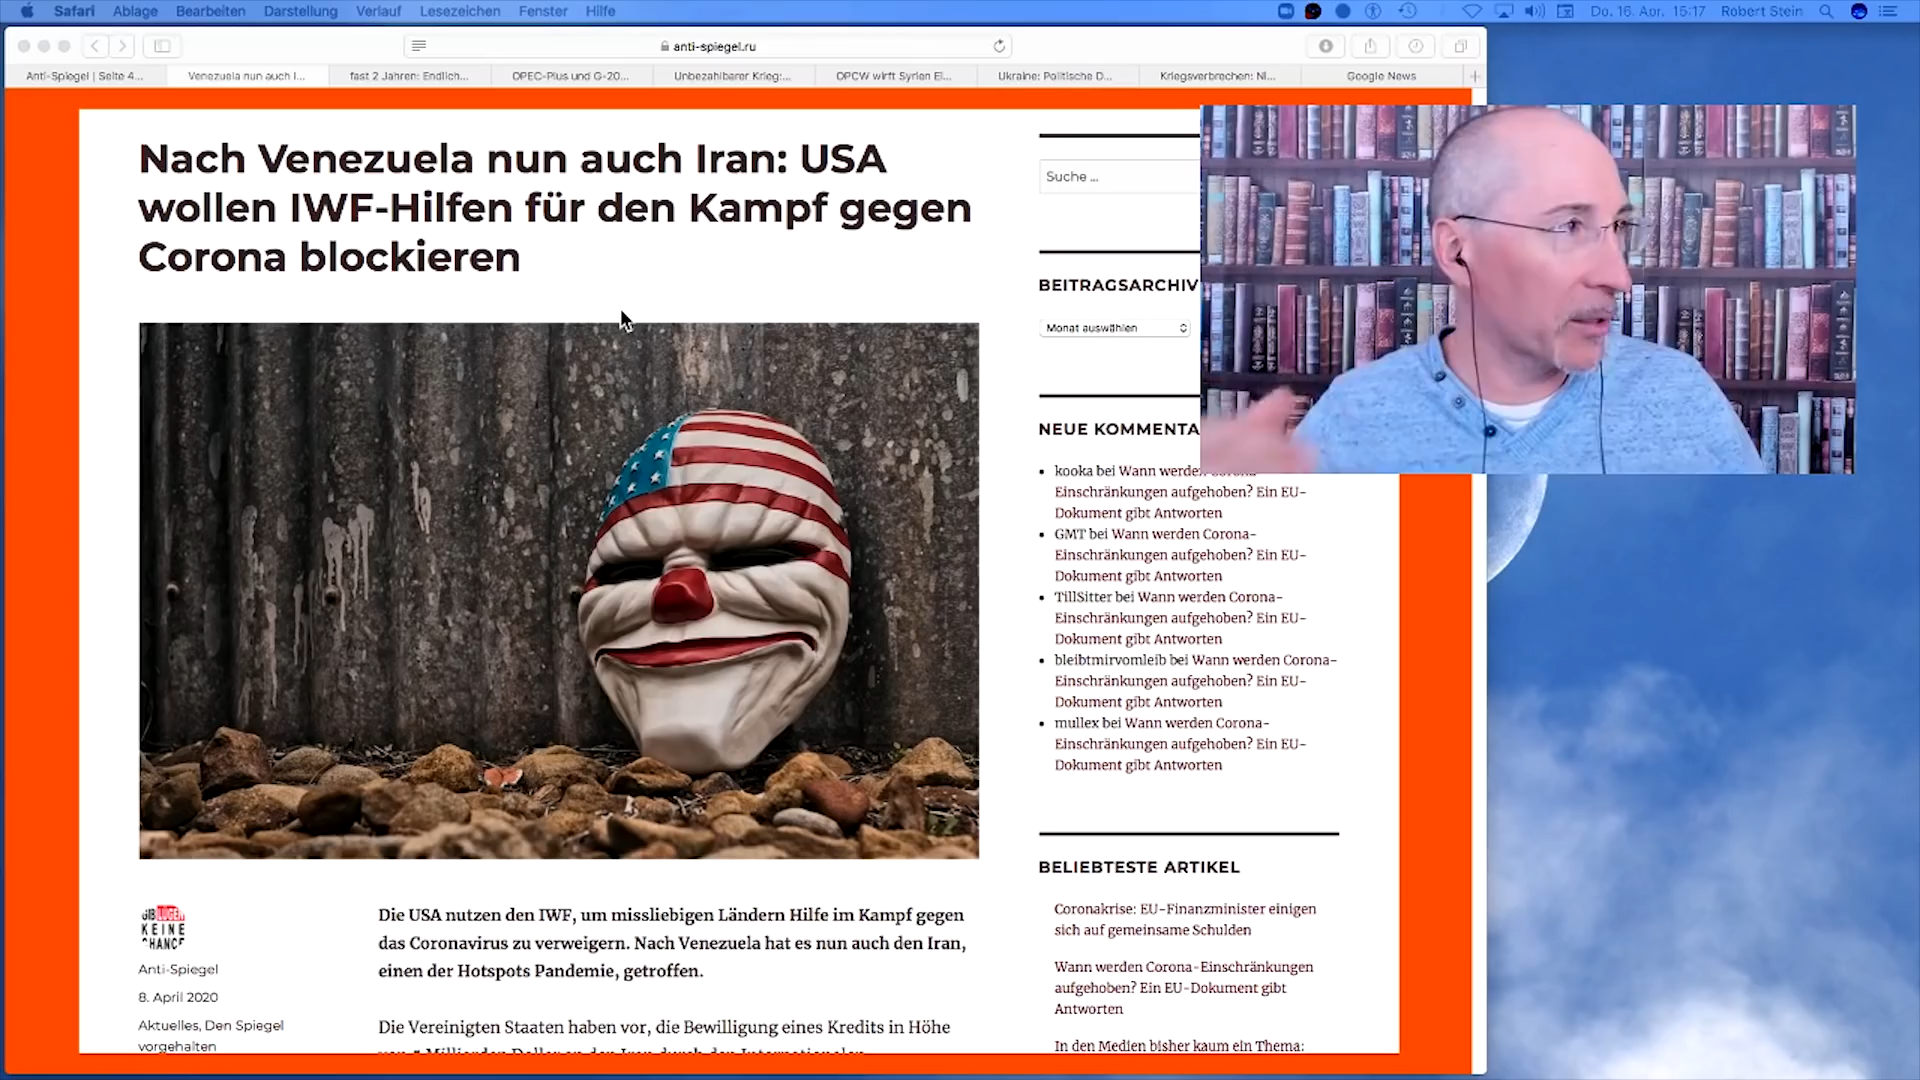 Safari Ablage Bearbeiten Darstellung Verlauf Lesezeichen Fenster Hilfe
Do. 16. Apr. 15:17 Robert Stein
anti-spiegel.ru
Anti-Spiegel | Seite 4...
Venezuela nun auch I...
fast 2 Jahren: Endlich...
OPEC-Plus und G-20...
Unbezahlbarer Krieg:...
OPCW wirft Syrien Ei...
Ukraine: Politische D...
Kriegsverbrechen: Ni...
Google News
Nach Venezuela nun auch Iran: USA
wollen IWF-Hilfen für den Kampf gegen
Corona blockieren
GIB LÜGEN
KEINE
CHANCE
Anti-Spiegel
8. April 2020
Aktuelles, Den Spiegel
vorgehalten
Die USA nutzen den IWF, um missliebigen Ländern Hilfe im Kampf gegen
das Coronavirus zu verweigern. Nach Venezuela hat es nun auch den Iran,
einen der Hotspots Pandemie, getroffen.
Die Vereinigten Staaten haben vor, die Bewilligung eines Kredits in Höhe
Suche ...
BEITRAGSARCHIV
Monat auswählen
NEUE KOMMENTA
kooka bei Wann werden Corona-
Einschränkungen aufgehoben? Ein EU-
Dokument gibt Antworten
GMT bei Wann werden Corona-
Einschränkungen aufgehoben? Ein EU-
Dokument gibt Antworten
TillSitter bei Wann werden Corona-
Einschränkungen aufgehoben? Ein EU-
Dokument gibt Antworten
bleibtmirvomleib bei Wann werden Corona-
Einschränkungen aufgehoben? Ein EU-
Dokument gibt Antworten
mullex bei Wann werden Corona-
Einschränkungen aufgehoben? Ein EU-
Dokument gibt Antworten
BELIEBTESTE ARTIKEL
Coronakrise: EU-Finanzminister einigen
sich auf gemeinsame Schulden
Wann werden Corona-Einschränkungen
aufgehoben? Ein EU-Dokument gibt
Antworten
In den Medien bisher kaum ein Thema: